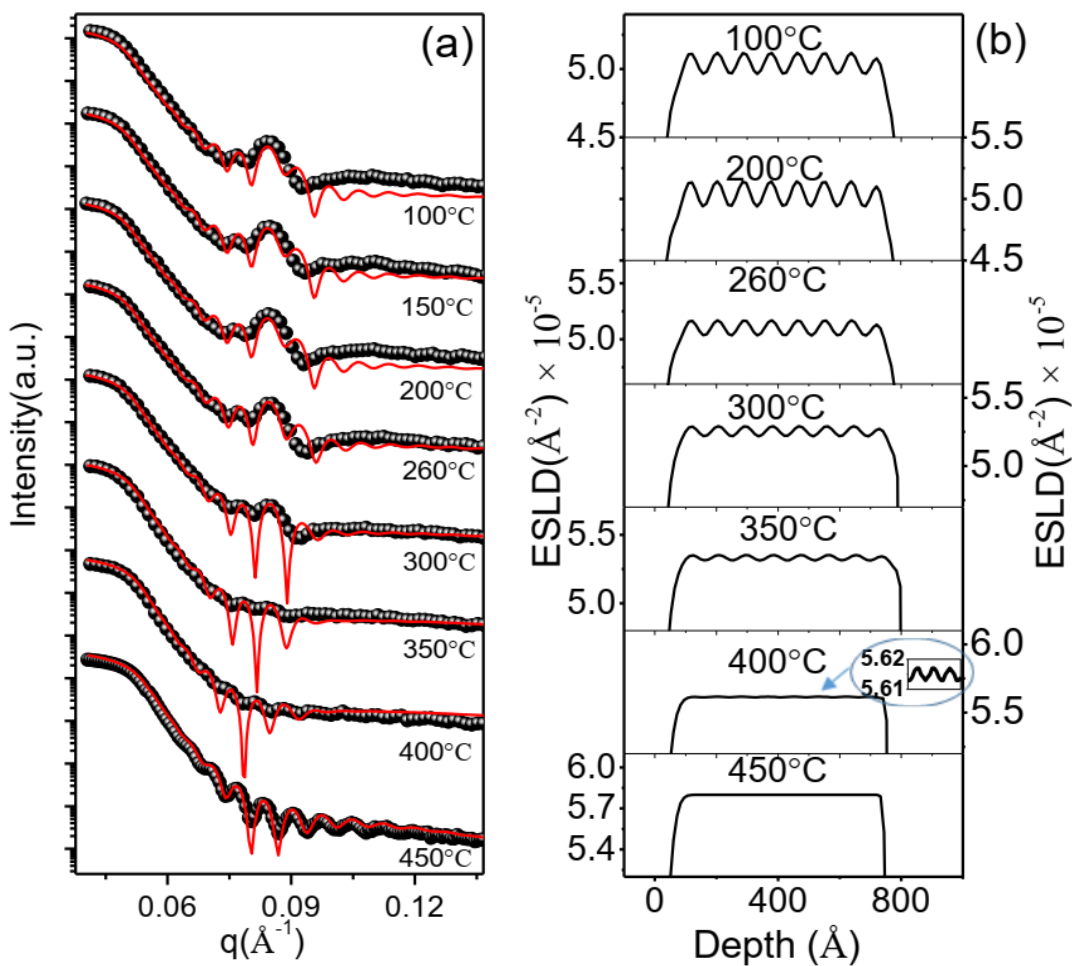 (a)
100°C
150°C
200°C
260°C
300°C
350°C
400°C
450°C
Intensity(a.u.)
0.06 0.09 0.12
q(Å⁻¹)
(b)
100°C
5.0
4.5
5.5
200°C
5.0
4.5
260°C
5.5
5.0
5.5
300°C
5.0
350°C
5.5
5.0
6.0
400°C
5.62
5.61
5.5
450°C
6.0
5.7
5.4
ESLD(Å⁻²) × 10⁻⁵
ESLD(Å⁻²) × 10⁻⁵
0 400 800
Depth (Å)